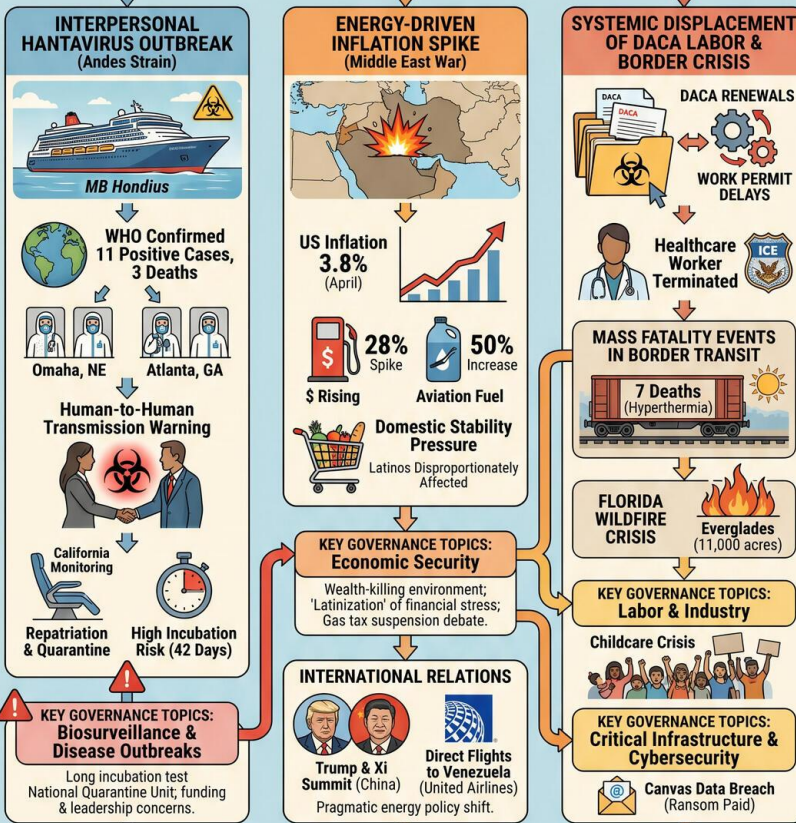 INTERPERSONAL
HANTAVIRUS OUTBREAK
(Andes Strain)
MB Hondius
WHO Confirmed
11 Positive Cases,
3 Deaths
Omaha, NE
Atlanta, GA
Human-to-Human
Transmission Warning
California
Monitoring
Repatriation
& Quarantine
High Incubation
Risk (42 Days)
KEY GOVERNANCE TOPICS:
Biosurveillance &
Disease Outbreaks
Long incubation test
National Quarantine Unit; funding
& leadership concerns.
ENERGY-DRIVEN
INFLATION SPIKE
(Middle East War)
US Inflation
3.8%
(April)
$
28%
Spike
$ Rising
50%
Increase
Aviation Fuel
Domestic Stability
Pressure
Latinos Disproportionately
Affected
KEY GOVERNANCE TOPICS:
Economic Security
Wealth-killing environment;
'Latinization' of financial stress;
Gas tax suspension debate.
INTERNATIONAL RELATIONS
Trump & Xi
Summit (China)
Direct Flights
to Venezuela
(United Airlines)
Pragmatic energy policy shift.
SYSTEMIC DISPLACEMENT
OF DACA LABOR &
BORDER CRISIS
DACA
DACA
DACA RENEWALS
WORK PERMIT
DELAYS
Healthcare
Worker
Terminated
ICE
MASS FATALITY EVENTS
IN BORDER TRANSIT
7 Deaths
(Hyperthermia)
FLORIDA
WILDFIRE
CRISIS
Everglades
(11,000 acres)
KEY GOVERNANCE TOPICS:
Labor & Industry
Childcare Crisis
KEY GOVERNANCE TOPICS:
Critical Infrastructure &
Cybersecurity
@
Canvas Data Breach
(Ransom Paid)